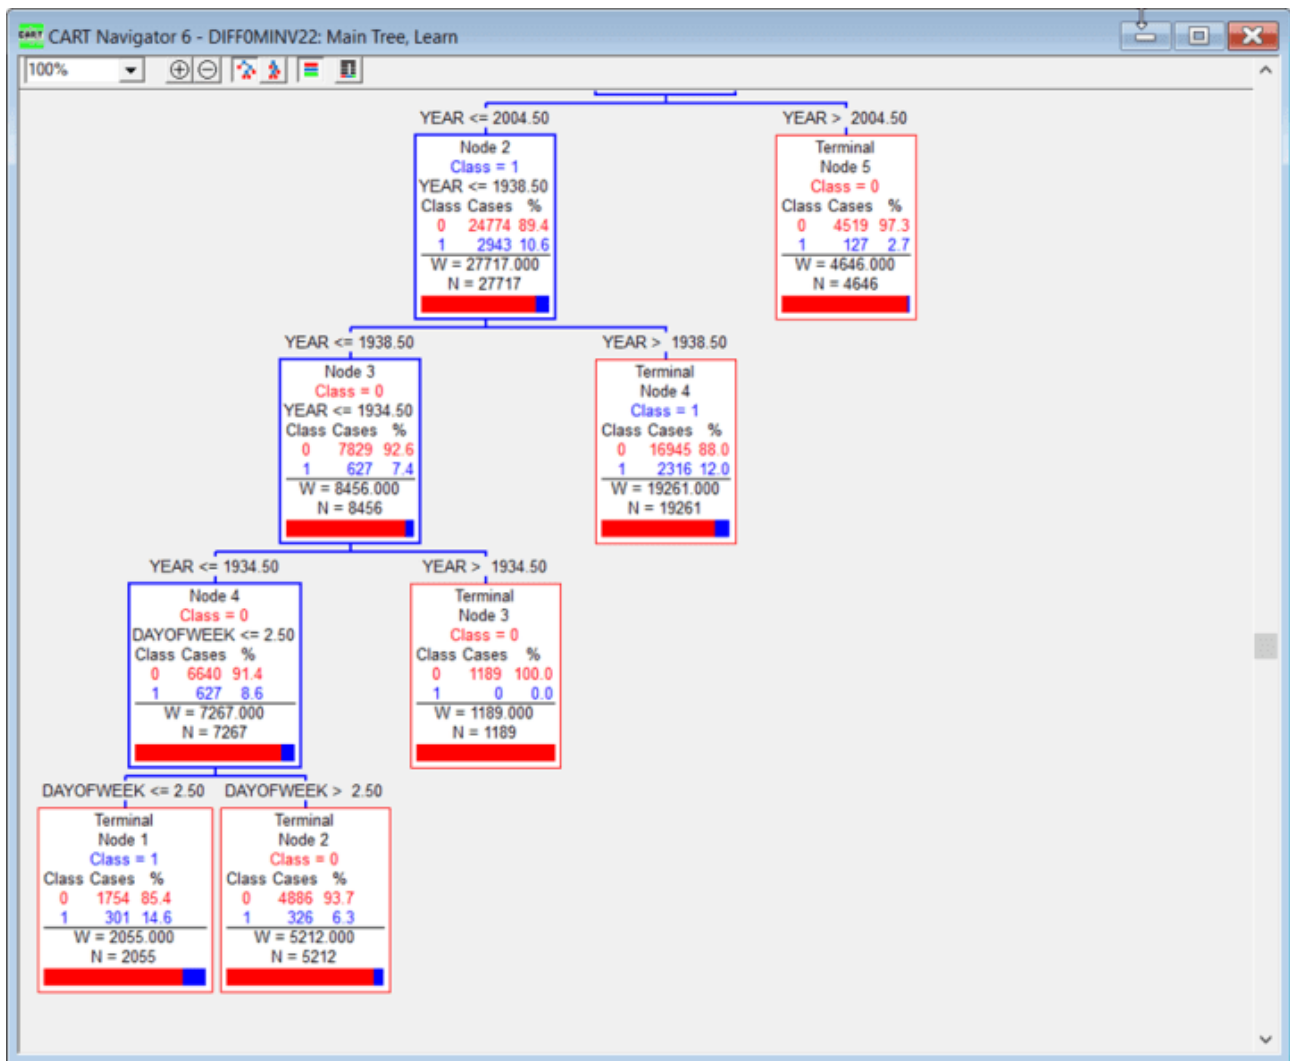 CART Navigator 6 - DIFF0MINV22: Main Tree, Learn
100%
YEAR <= 2004.50
YEAR > 2004.50
Node 2
Class = 1
YEAR <= 1938.50
Class Cases %
0 24774 89.4
1 2943 10.6
W = 27717.000
N = 27717
Terminal
Node 5
Class = 0
Class Cases %
0 4519 97.3
1 127 2.7
W = 4646.000
N = 4646
YEAR <= 1938.50
YEAR > 1938.50
Node 3
Class = 0
YEAR <= 1934.50
Class Cases %
0 7829 92.6
1 627 7.4
W = 8456.000
N = 8456
Terminal
Node 4
Class = 1
Class Cases %
0 16945 88.0
1 2316 12.0
W = 19261.000
N = 19261
YEAR <= 1934.50
YEAR > 1934.50
Node 4
Class = 0
DAYOFWEEK <= 2.50
Class Cases %
0 6640 91.4
1 627 8.6
W = 7267.000
N = 7267
Terminal
Node 3
Class = 0
Class Cases %
0 1189 100.0
1 0 0.0
W = 1189.000
N = 1189
DAYOFWEEK <= 2.50
DAYOFWEEK > 2.50
Terminal
Node 1
Class = 1
Class Cases %
0 1754 85.4
1 301 14.6
W = 2055.000
N = 2055
Terminal
Node 2
Class = 0
Class Cases %
0 4886 93.7
1 326 6.3
W = 5212.000
N = 5212